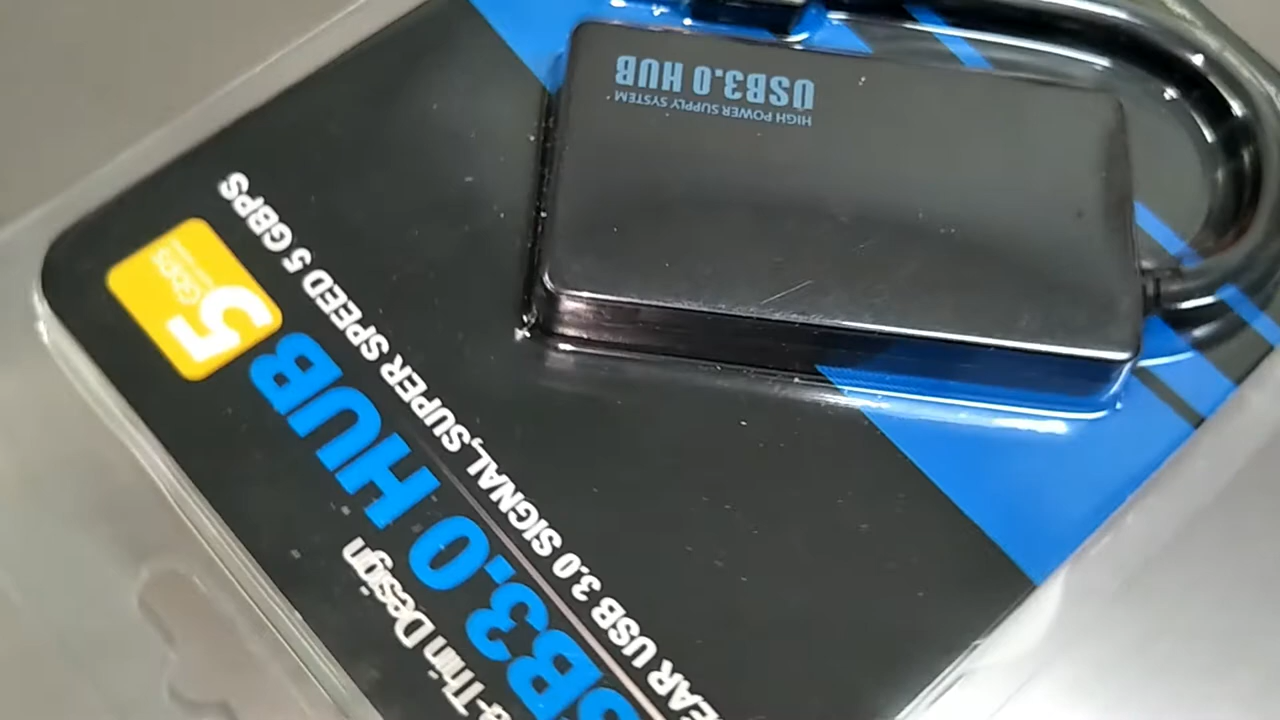 USB3.0 HUB
HIGH POWER SUPPLY SYSTEM
5
Gbps
-Thin Design
SB3.0 HUB
EAR USB 3.0 SIGNAL,SUPER SPEED 5 GBPS